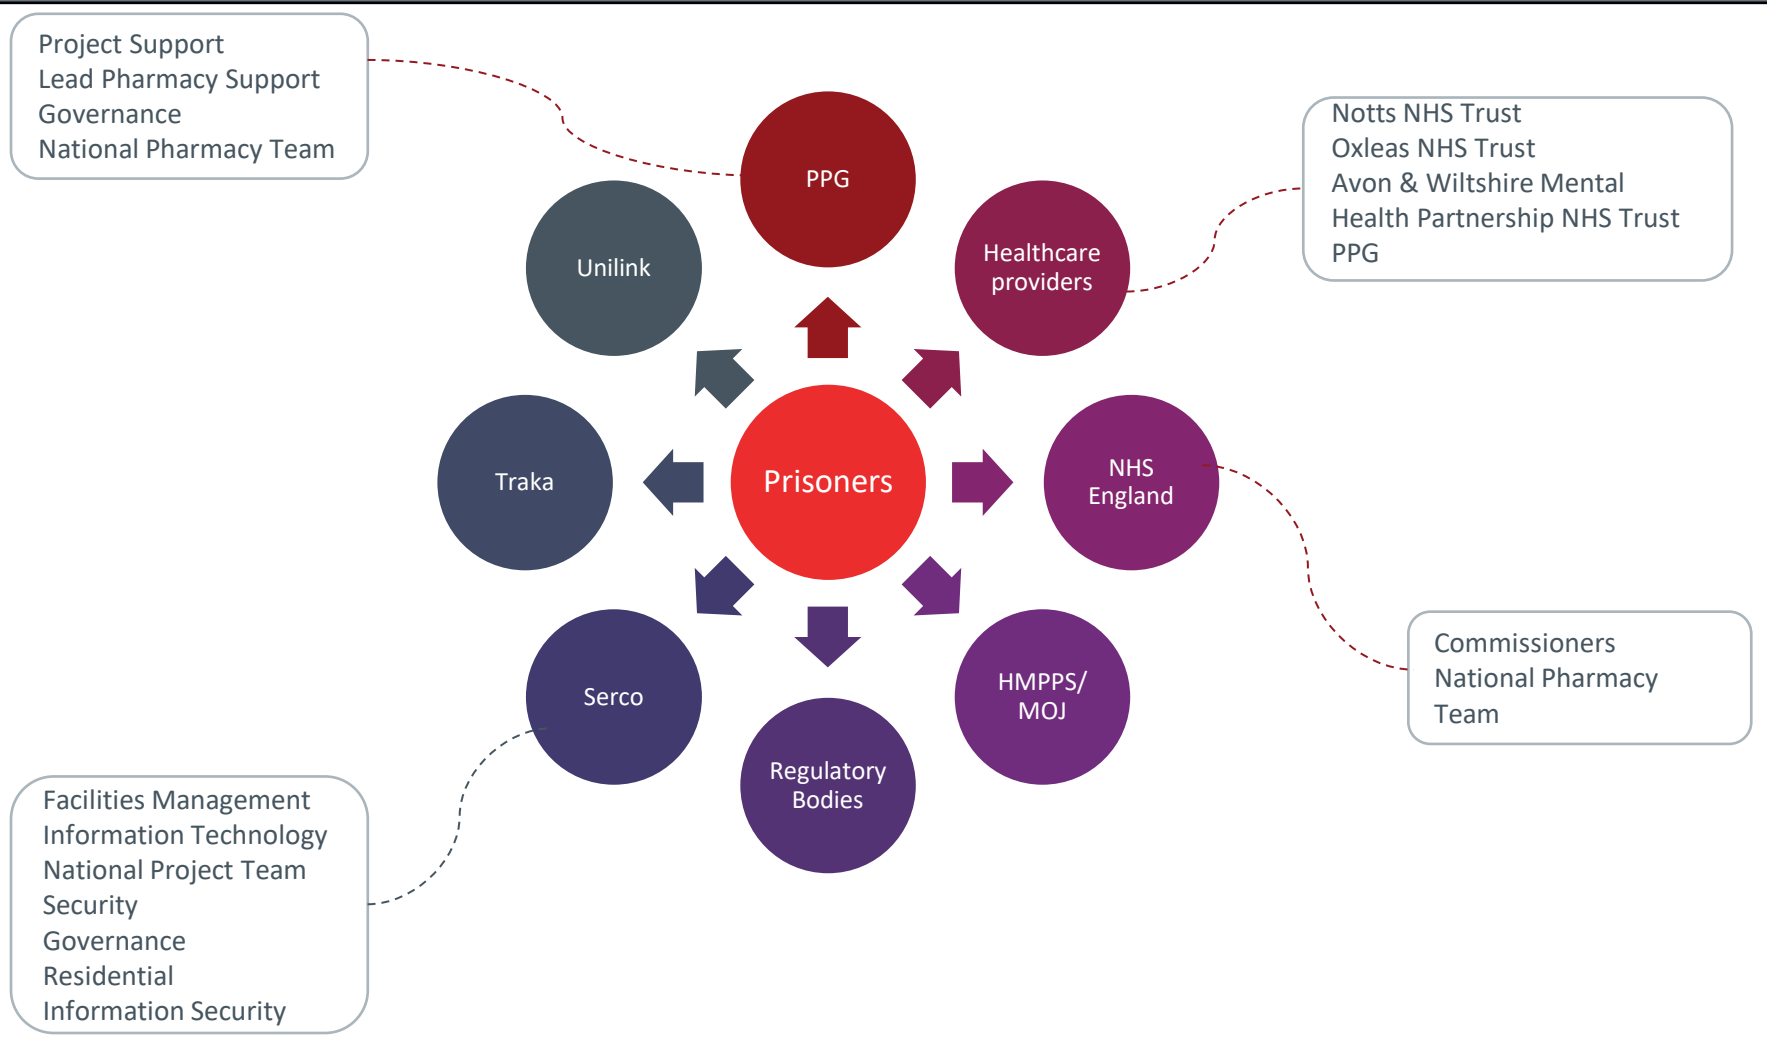 Project Support
Lead Pharmacy Support
Governance
National Pharmacy Team
PPG
Notts NHS Trust
Oxleas NHS Trust
Avon & Wiltshire Mental
Health Partnership NHS Trust
PPG
Unilink
Healthcare
providers
Traka
Prisoners
NHS
England
Serco
HMPPS/
MOJ
Commissioners
National Pharmacy
Team
Regulatory
Bodies
Facilities Management
Information Technology
National Project Team
Security
Governance
Residential
Information Security